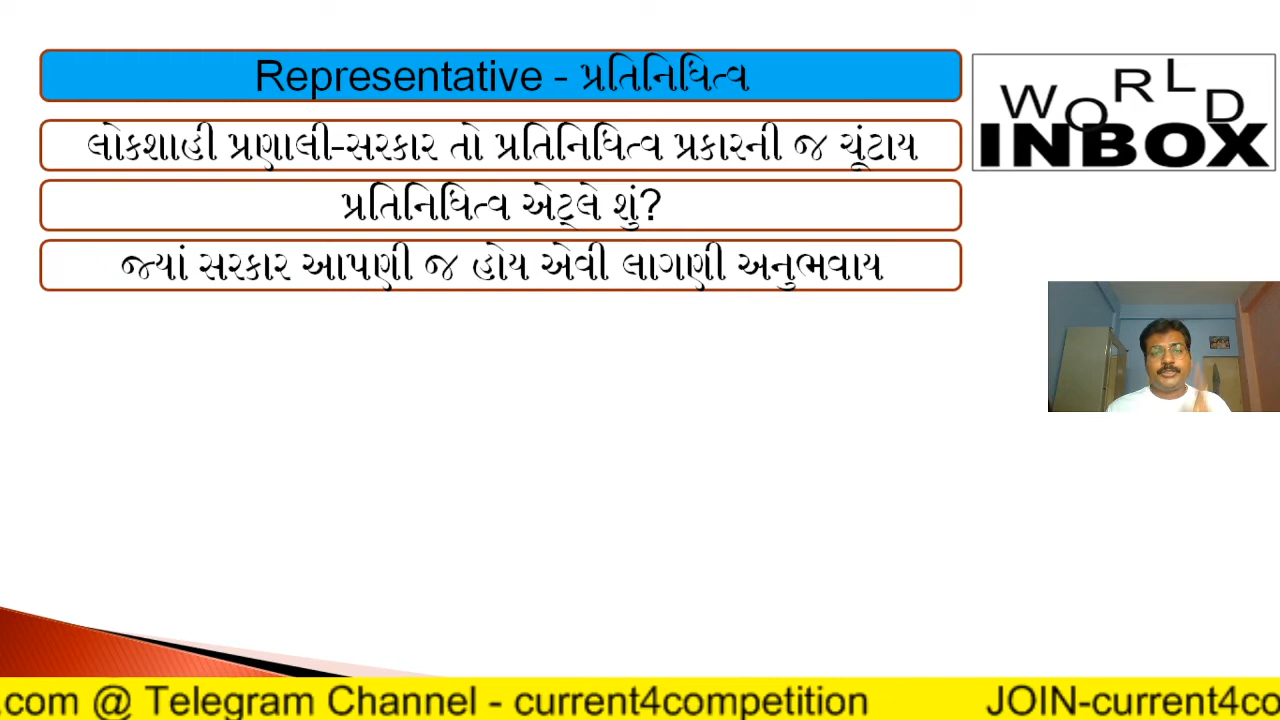 Representative - પ્રતિનિધિત્વ
લોકશાહી પ્રણાલી-સરકાર તો પ્રતિનિધિત્વ પ્રકારની જ ચૂંટાય
પ્રતિનિધિત્વ એટ્લે શું?
જ્યાં સરકાર આપણી જ હોય એવી લાગણી અનુભવાય
WORLD
INBOX
.com @ Telegram Channel - current4competition JOIN-current4co